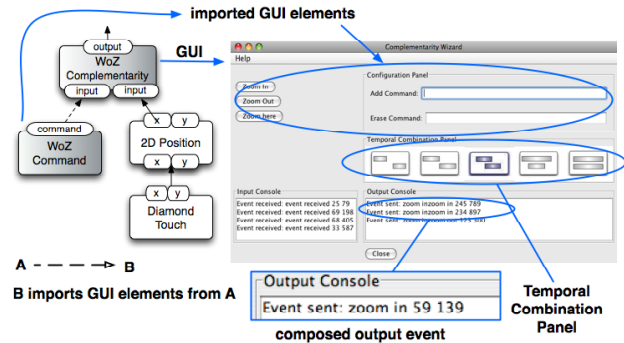 imported GUI elements
output
WoZ
Complementarity
input input
GUI
command
WoZ
Command
x y
2D Position
x y
x y
Diamond
Touch
A B
B imports GUI elements from A
Complementarity Wizard
Help
Zoom In
Zoom Out
Zoom here
Configuration Panel
Add Command:
Erase Command:
Temporal Combination Panel
Input Console
Event received: event received 25 79
Event received: event received 69 198
Event received: event received 68 405
Event received: event received 33 587
Output Console
Event sent: zoom inzoom in 245 789
Event sent: zoom inzoom in 234 897
Close
Output Console
Event sent: zoom in 59 139
composed output event
Temporal
Combination
Panel